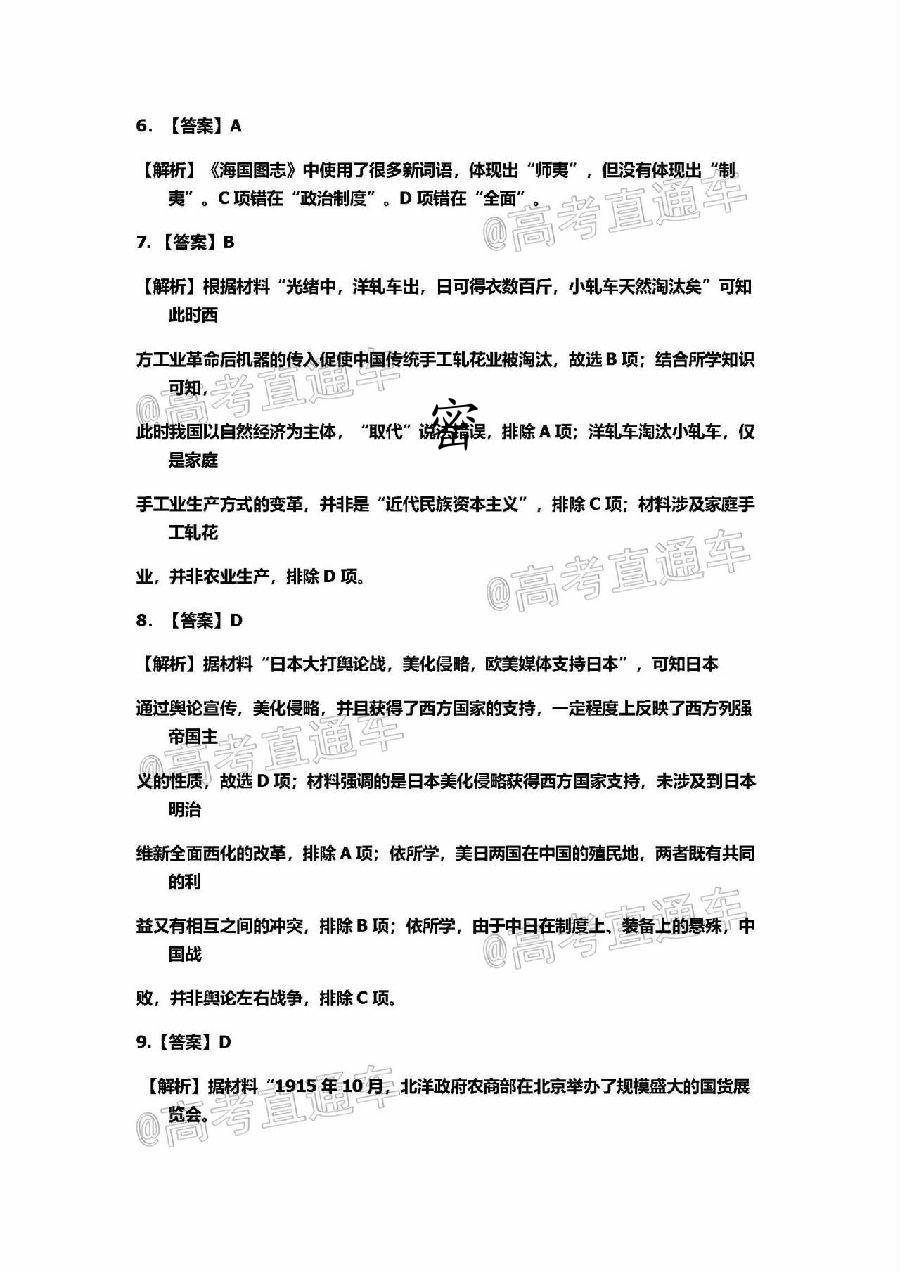 6. 【答案】A
【解析】《海国图志》中使用了很多新词语，体现出“师夷”，但没有体现出“制
夷”。C 项错在“政治制度”。D 项错在“全面”。
@高考直通车
7. 【答案】B
【解析】根据材料“光绪中，洋轧车出，日可得衣数百斤，小轧车天然淘汰矣”可知
此时西
方工业革命后机器的传入促使中国传统手工轧花业被淘汰，故选 B 项；结合所学知识
可知，
@高考直通车
密
此时我国以自然经济为主体，“取代”说法错误，排除 A 项；洋轧车淘汰小轧车，仅
是家庭
手工业生产方式的变革，并非是“近代民族资本主义”，排除 C 项；材料涉及家庭手
工轧花
@高考直通车
业，并非农业生产，排除 D 项。
8. 【答案】D
【解析】据材料“日本大打舆论战，美化侵略，欧美媒体支持日本”，可知日本
通过舆论宣传，美化侵略，并且获得了西方国家的支持，一定程度上反映了西方列强
帝国主
@高考直通车
义的性质，故选 D 项；材料强调的是日本美化侵略获得西方国家支持，未涉及到日本
明治
维新全面西化的改革，排除 A 项；依所学，美日两国在中国的殖民地，两者既有共同
的利
益又有相互之间的冲突，排除 B 项；依所学，由于中日在制度上、装备上的悬殊，中
国战
@高考直通车
败，并非舆论左右战争，排除 C 项。
9.【答案】D
【解析】据材料“1915 年 10 月，北洋政府农商部在北京举办了规模盛大的国货展
览会。
@高考直通车